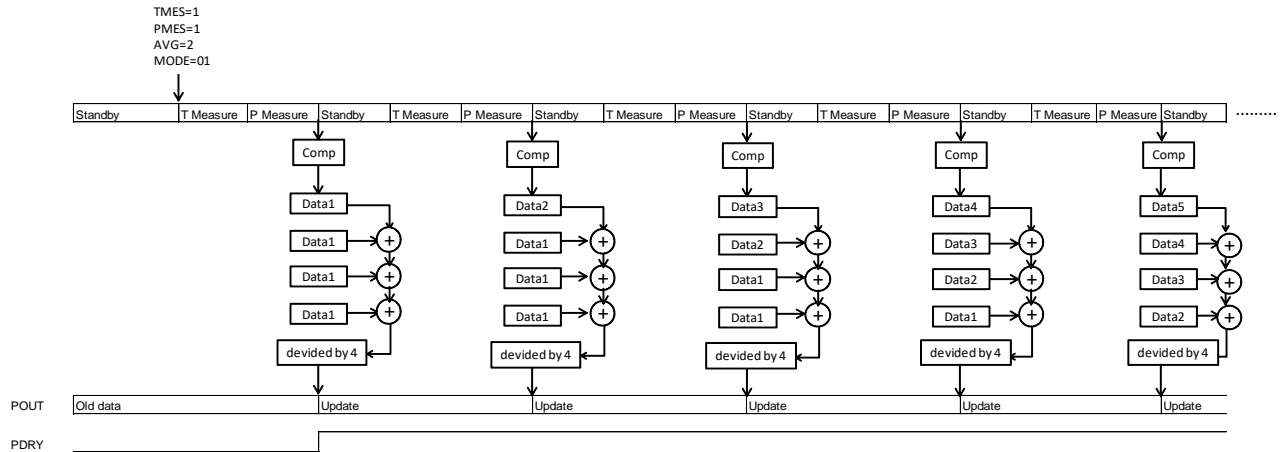 TMES=1
PMES=1
AVG=2
MODE=01
Standby T Measure P Measure Standby T Measure P Measure Standby T Measure P Measure Standby T Measure P Measure Standby T Measure P Measure Standby .........
Comp Comp Comp Comp Comp
Data1 Data2 Data3 Data4 Data5
Data1 Data1 Data2 Data3 Data4
+ + + + +
Data1 Data1 Data1 Data2 Data3
+ + + + +
Data1 Data1 Data1 Data1 Data2
+ + + + +
devided by 4 devided by 4 devided by 4 devided by 4 devided by 4
POUT Old data Update Update Update Update Update
PDRY